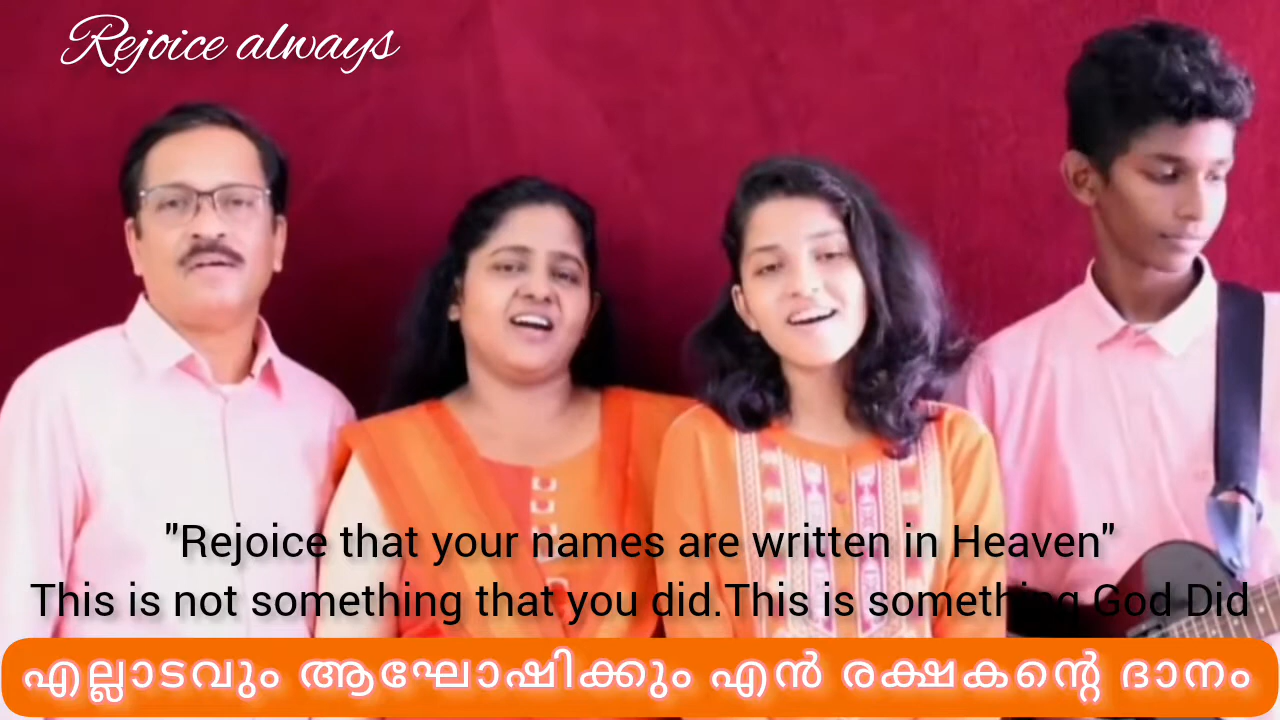 Rejoice always
"Rejoice that your names are written in Heaven"
This is not something that you did.This is something God Did
എല്ലാടവും ആഘോഷിക്കും എൻ രക്ഷകന്റെ ദാനം